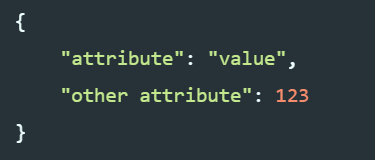 {
    "attribute": "value",
    "other attribute": 123
}